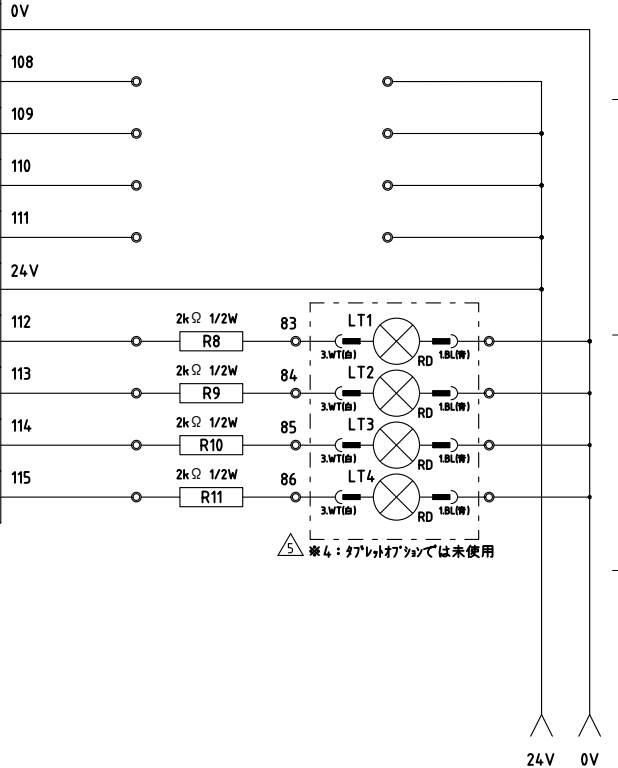 0V
108
109
110
111
24V
112
2kΩ 1/2W
R8
83
LT1
3.WT(白)
RD
1.BL(青)
113
2kΩ 1/2W
R9
84
LT2
3.WT(白)
RD
1.BL(青)
114
2kΩ 1/2W
R10
85
LT3
3.WT(白)
RD
1.BL(青)
115
2kΩ 1/2W
R11
86
LT4
3.WT(白)
RD
1.BL(青)
5 ※4:タブレットオプションでは未使用
24V
0V